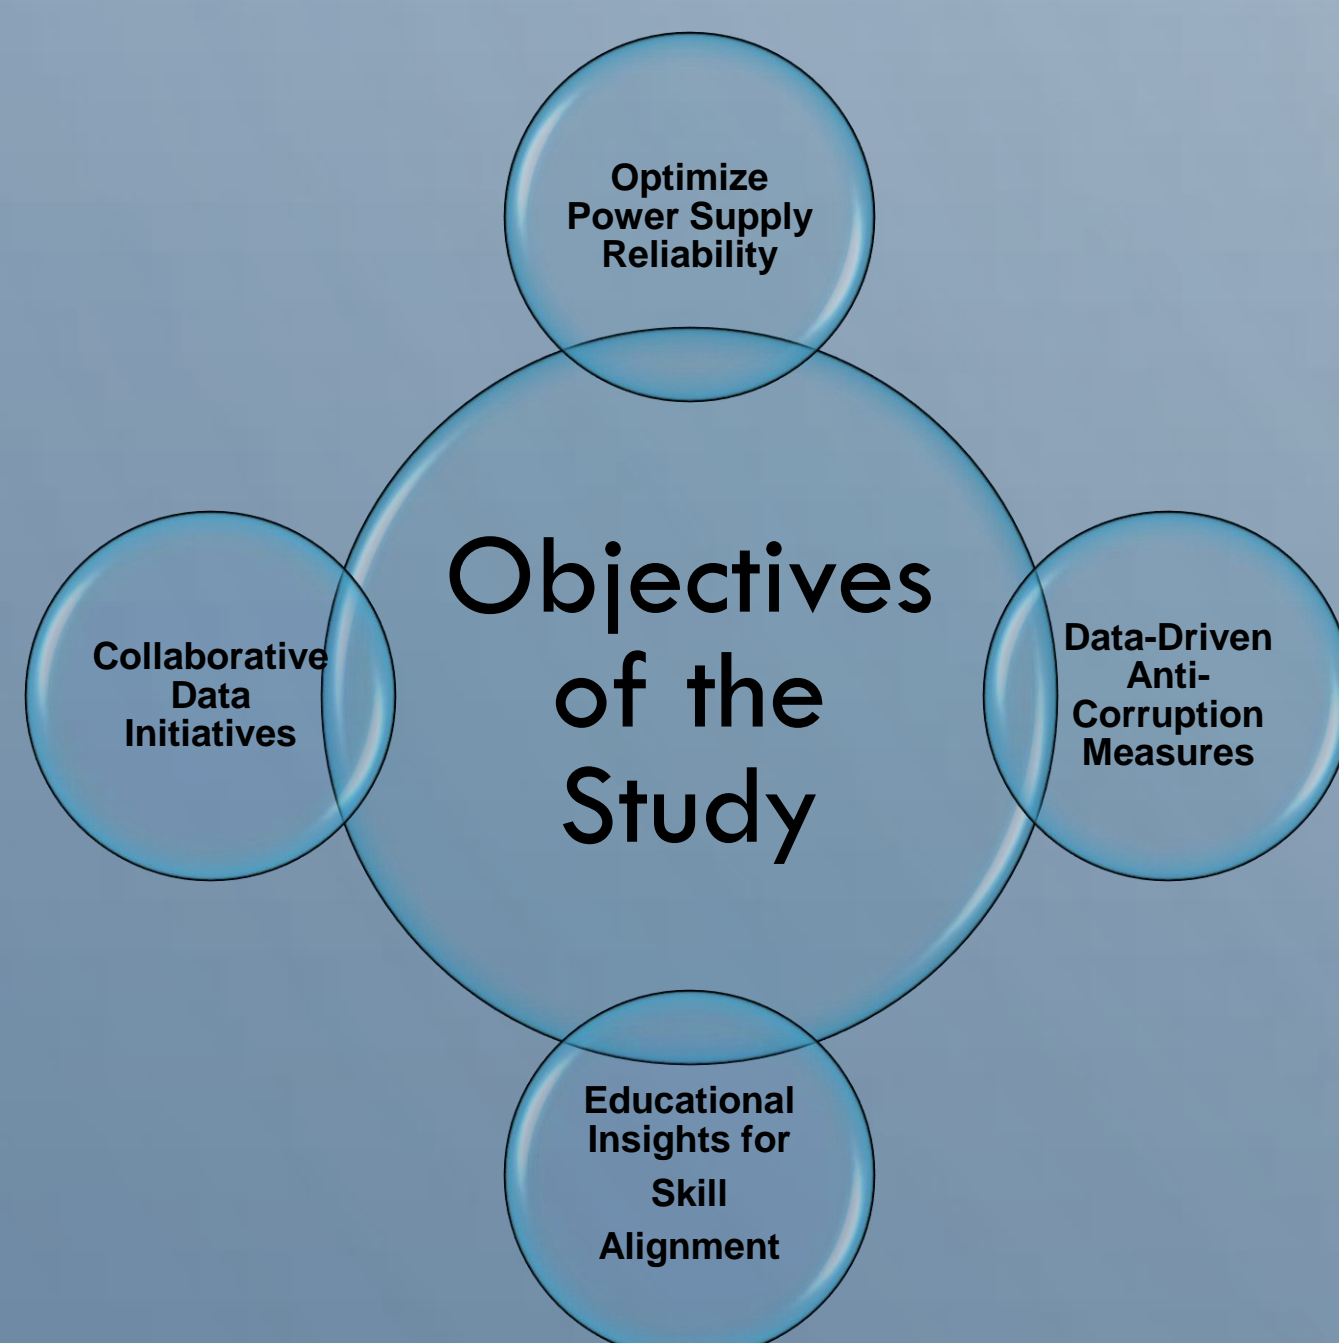 Optimize
Power Supply
Reliability
Objectives
of the
Study
Data-Driven
Anti-
Corruption
Measures
Educational
Insights for
Skill
Alignment
Collaborative
Data
Initiatives